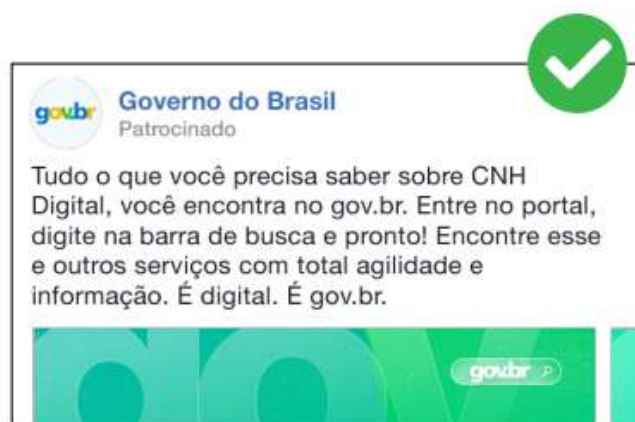 gov.br
Governo do Brasil
Patrocinado
Tudo o que você precisa saber sobre CNH
Digital, você encontra no gov.br. Entre no portal,
digite na barra de busca e pronto! Encontre esse
e outros serviços com total agilidade e
informação. É digital. É gov.br.
gov
gov.br